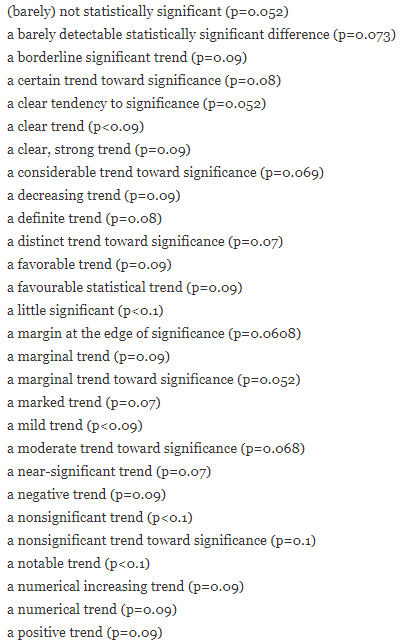 (barely) not statistically significant (p=0.052)
a barely detectable statistically significant difference (p=0.073)
a borderline significant trend (p=0.09)
a certain trend toward significance (p=0.08)
a clear tendency to significance (p=0.052)
a clear trend (p<0.09)
a clear, strong trend (p=0.09)
a considerable trend toward significance (p=0.069)
a decreasing trend (p=0.09)
a definite trend (p=0.08)
a distinct trend toward significance (p=0.07)
a favorable trend (p=0.09)
a favourable statistical trend (p=0.09)
a little significant (p<0.1)
a margin at the edge of significance (p=0.0608)
a marginal trend (p=0.09)
a marginal trend toward significance (p=0.052)
a marked trend (p=0.07)
a mild trend (p<0.09)
a moderate trend toward significance (p=0.068)
a near-significant trend (p=0.07)
a negative trend (p=0.09)
a nonsignificant trend (p<0.1)
a nonsignificant trend toward significance (p=0.1)
a notable trend (p<0.1)
a numerical increasing trend (p=0.09)
a numerical trend (p=0.09)
a positive trend (p=0.09)